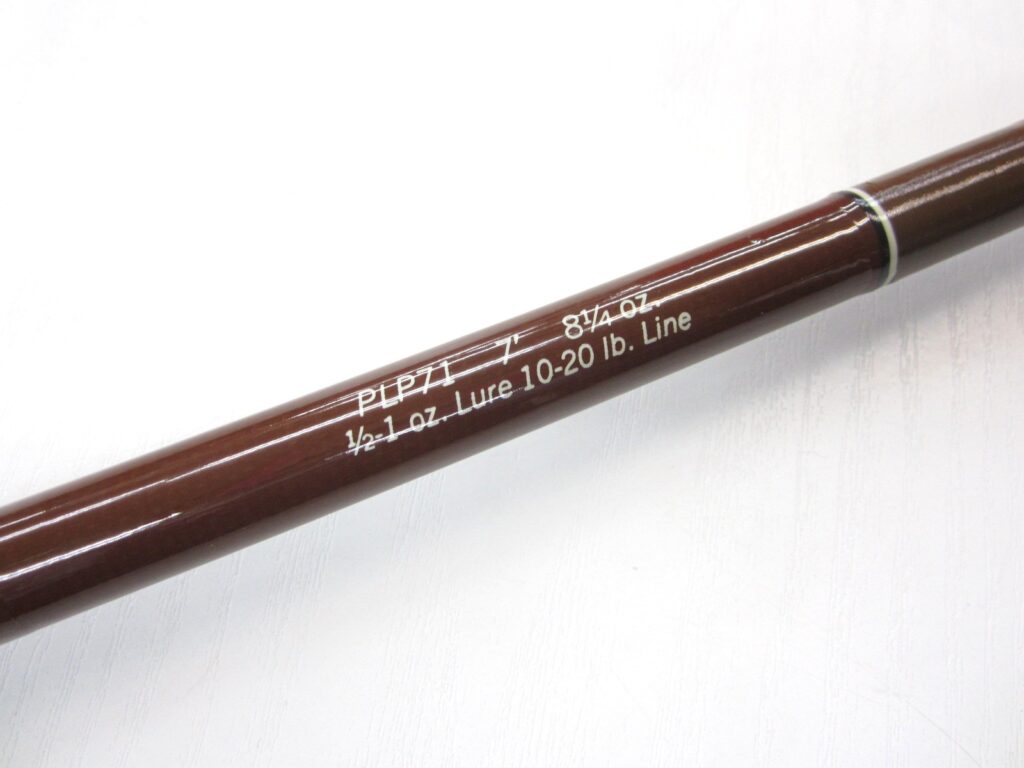 PLP71 7' 8¼ oz.
½-1 oz. Lure 10-20 lb. Line